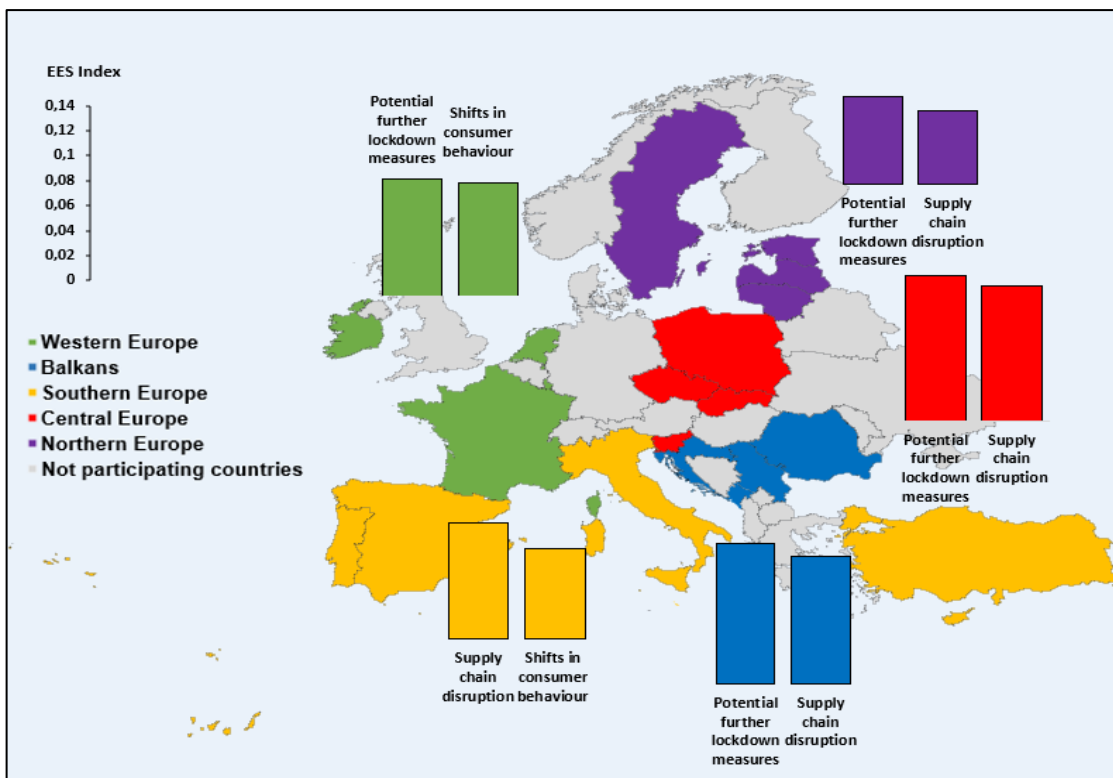 EES Index
0,14
0,12
0,1
0,08
0,06
0,04
0,02
0
Potential
further
lockdown
measures
Shifts in
consumer
behaviour
Potential
further
lockdown
measures
Supply
chain
disruption
Western Europe
Balkans
Southern Europe
Central Europe
Northern Europe
Not participating countries
Potential
further
lockdown
measures
Supply
chain
disruption
Supply
chain
disruption
Shifts in
consumer
behaviour
Potential
further
lockdown
measures
Supply
chain
disruption